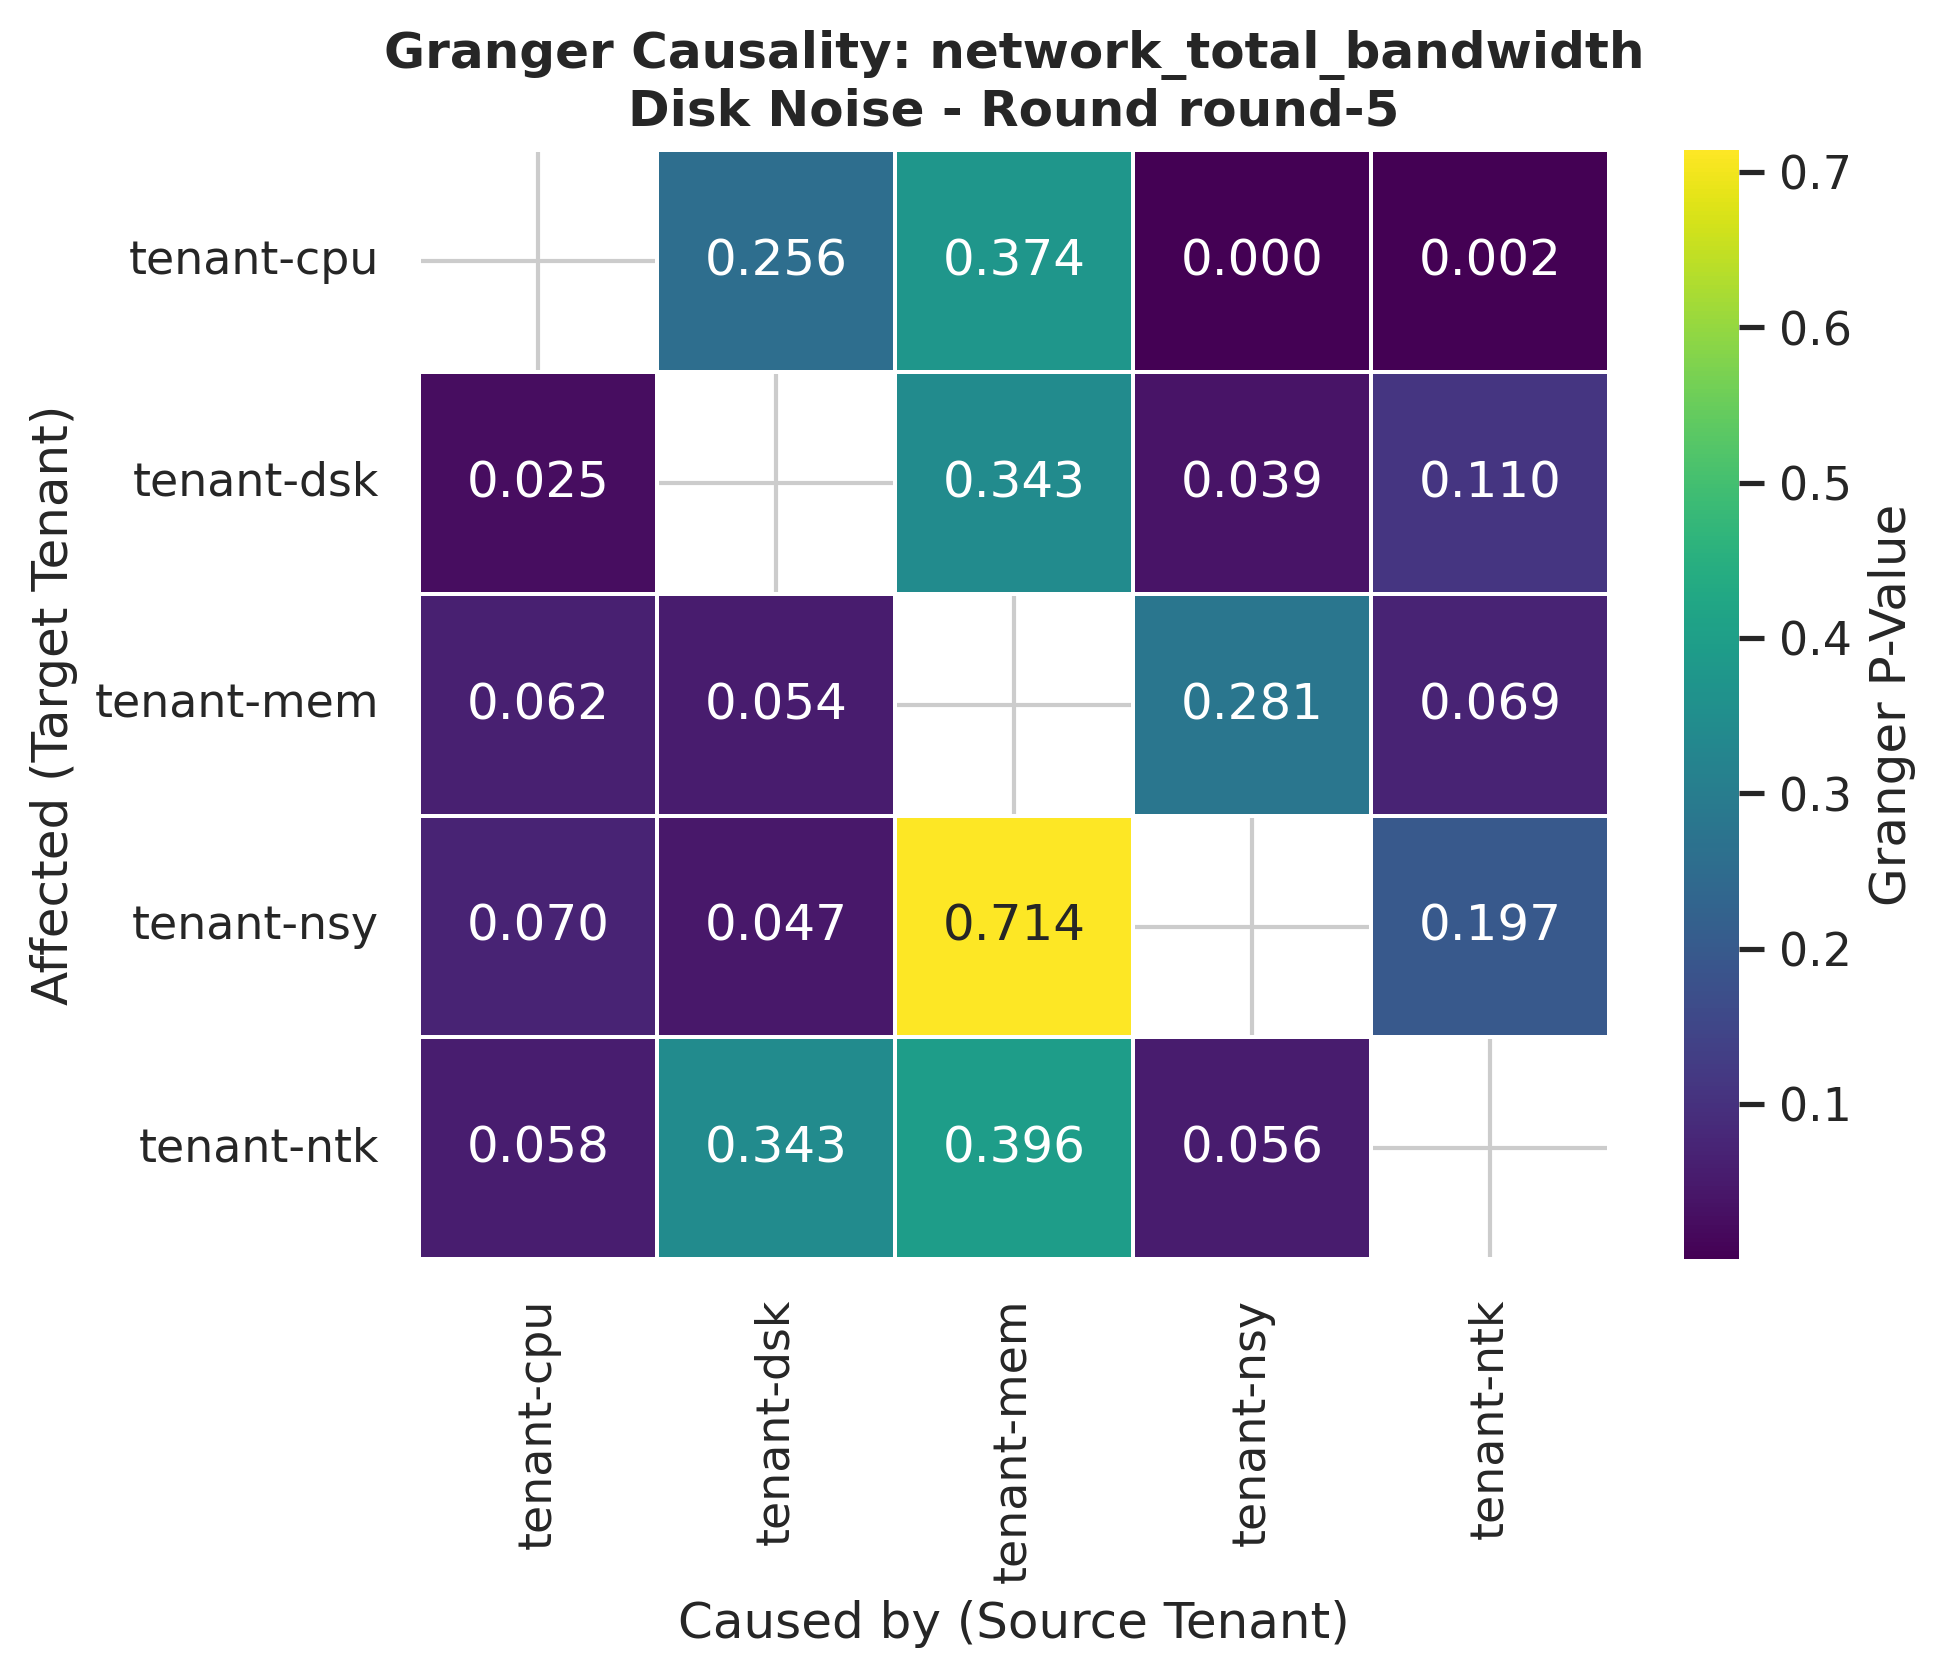 Granger Causality: network_total_bandwidth
Disk Noise - Round round-5
Affected (Target Tenant)
tenant-cpu
0.256
0.374
0.000
0.002
tenant-dsk
0.025
0.343
0.039
0.110
tenant-mem
0.062
0.054
0.281
0.069
tenant-nsy
0.070
0.047
0.714
0.197
tenant-ntk
0.058
0.343
0.396
0.056
tenant-cpu
tenant-dsk
tenant-mem
tenant-nsy
tenant-ntk
Caused by (Source Tenant)
0.7
0.6
0.5
0.4
0.3
0.2
0.1
Granger P-Value